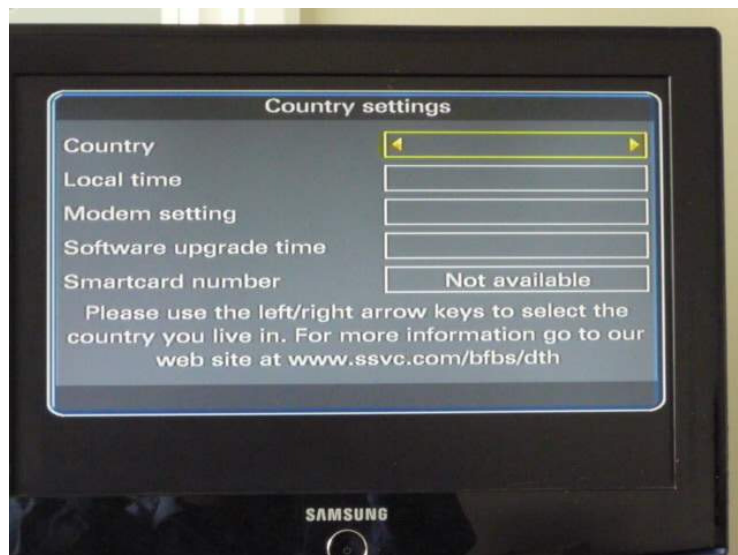 Country settings
Country
Local time
Modem setting
Software upgrade time
Smartcard number Not available
Please use the left/right arrow keys to select the
country you live in. For more information go to our
web site at www.ssvc.com/bfbs/dth
SAMSUNG